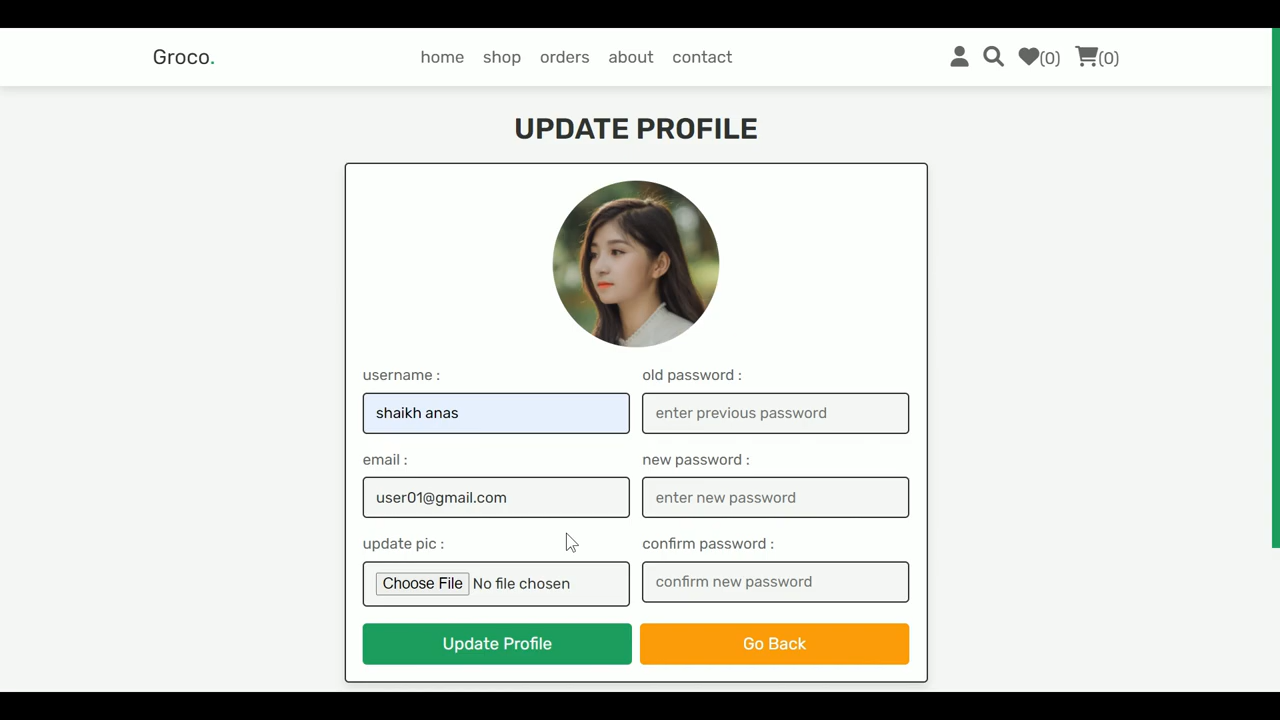 Groco.
home shop orders about contact
(0) (0)
UPDATE PROFILE
username :
shaikh anas
old password :
enter previous password
email :
user01@gmail.com
new password :
enter new password
update pic :
Choose File No file chosen
confirm password :
confirm new password
Update Profile
Go Back